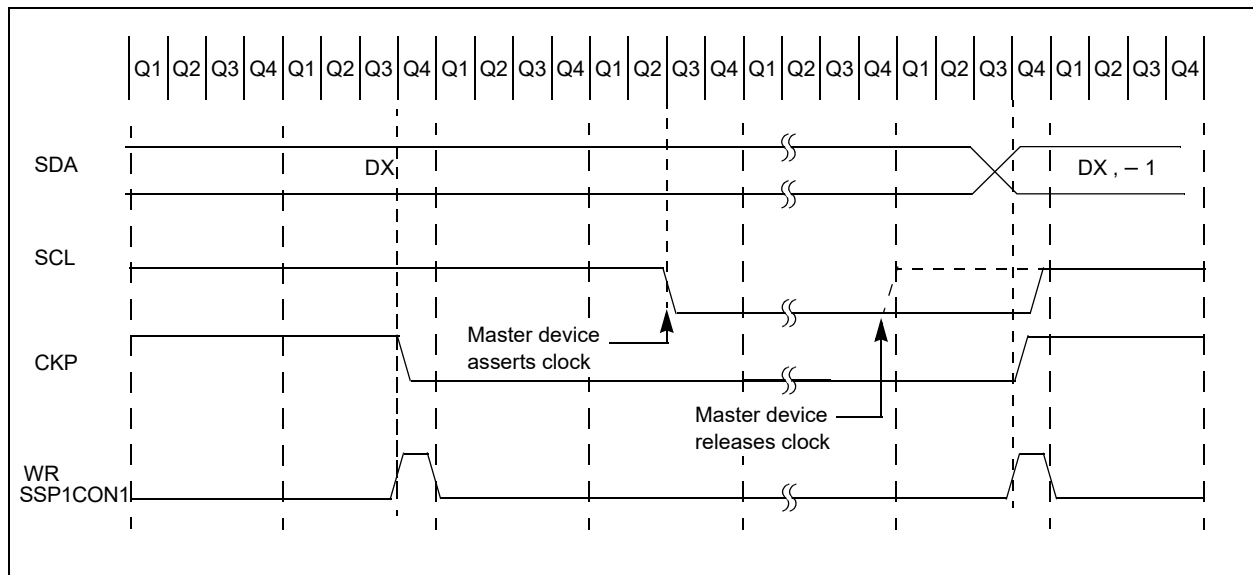 Q1 Q2 Q3 Q4 Q1 Q2 Q3 Q4 Q1 Q2 Q3 Q4 Q1 Q2 Q3 Q4 Q1 Q2 Q3 Q4 Q1 Q2 Q3 Q4 Q1 Q2 Q3 Q4
SDA
DX
DX , – 1
SCL
Master device
asserts clock
CKP
Master device
releases clock
WR
SSP1CON1